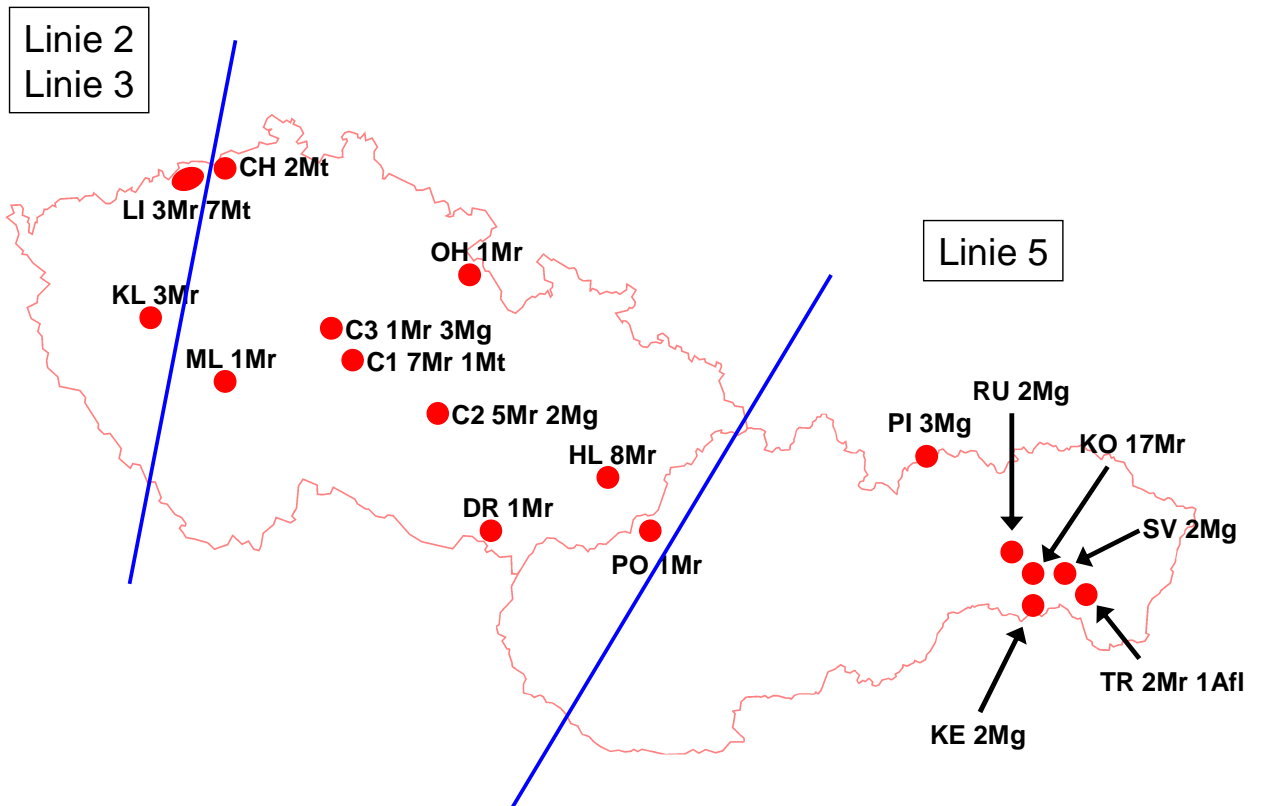 Linie 2
Linie 3
CH 2Mt
LI 3Mr 7Mt
OH 1Mr
Linie 5
KL 3Mr
C3 1Mr 3Mg
ML 1Mr
C1 7Mr 1Mt
RU 2Mg
C2 5Mr 2Mg
PI 3Mg
KO 17Mr
HL 8Mr
DR 1Mr
SV 2Mg
PO 1Mr
TR 2Mr 1Afl
KE 2Mg